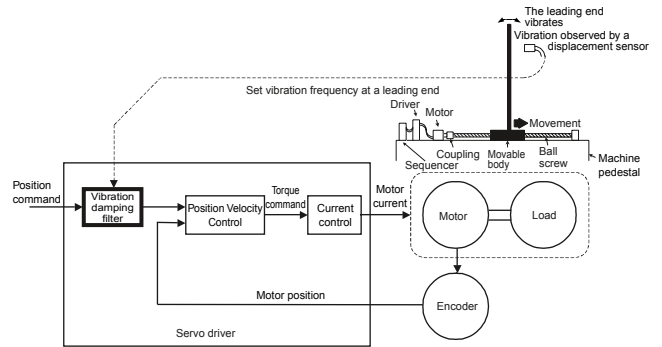 The leading end
vibrates
Vibration observed by a
displacement sensor
Set vibration frequency at a leading end
Driver
Motor
Movement
Coupling
Sequencer
Movable
body
Ball
screw
Machine
pedestal
Position
command
Vibration
damping
filter
Position Velocity
Control
Torque
command
Current
control
Motor
current
Motor
Load
Motor position
Encoder
Servo driver